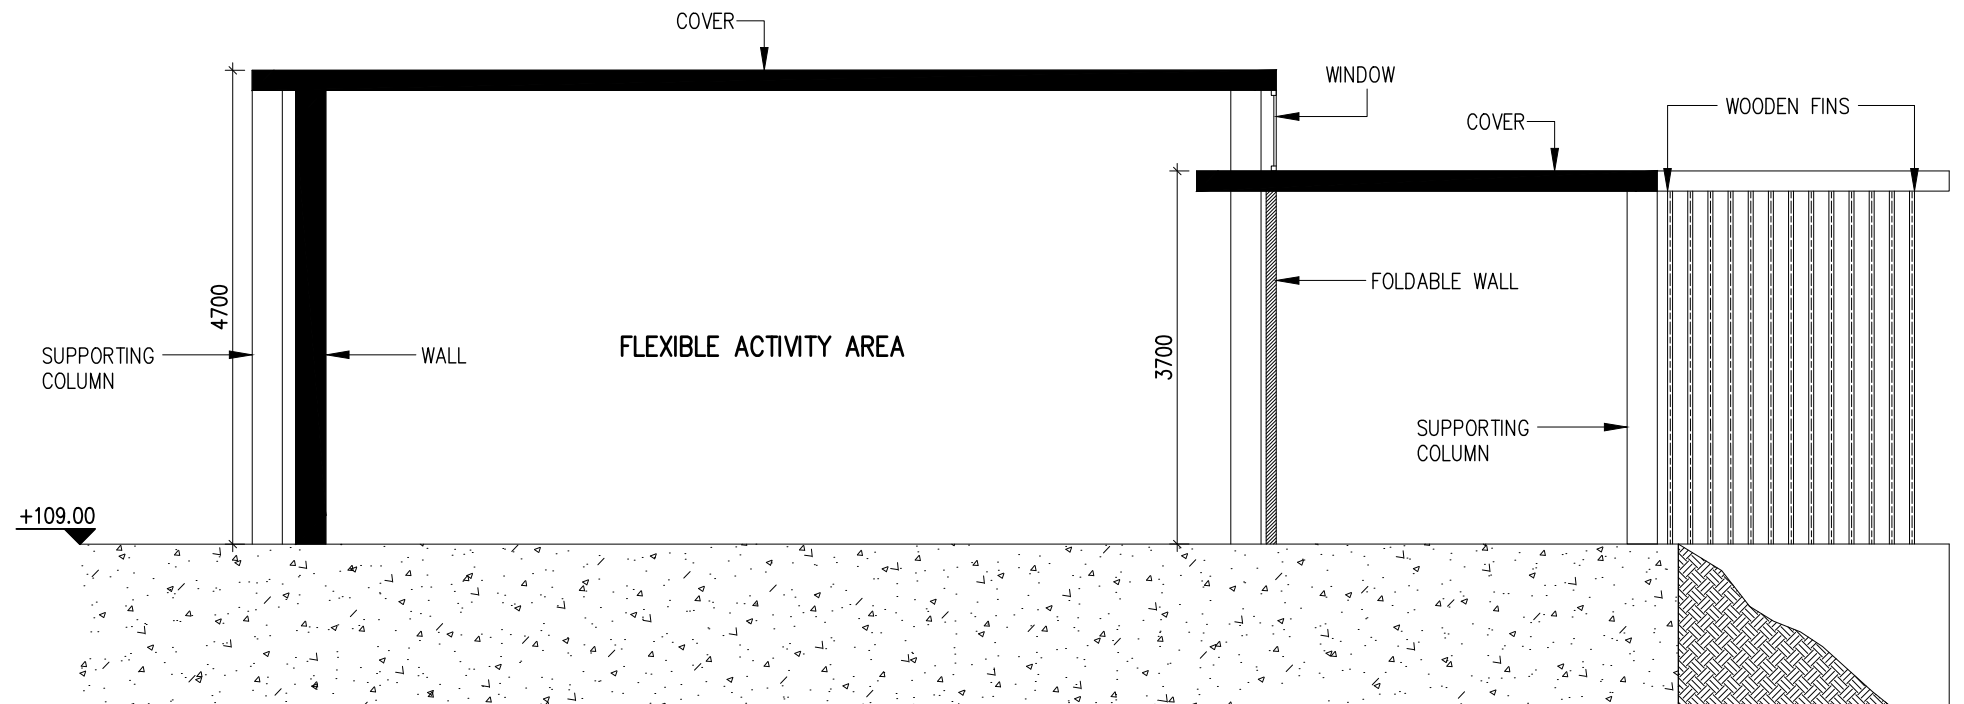 COVER
WINDOW
WOODEN FINS
COVER
4700
FOLDABLE WALL
FLEXIBLE ACTIVITY AREA
3700
SUPPORTING
COLUMN
WALL
SUPPORTING
COLUMN
+109.00